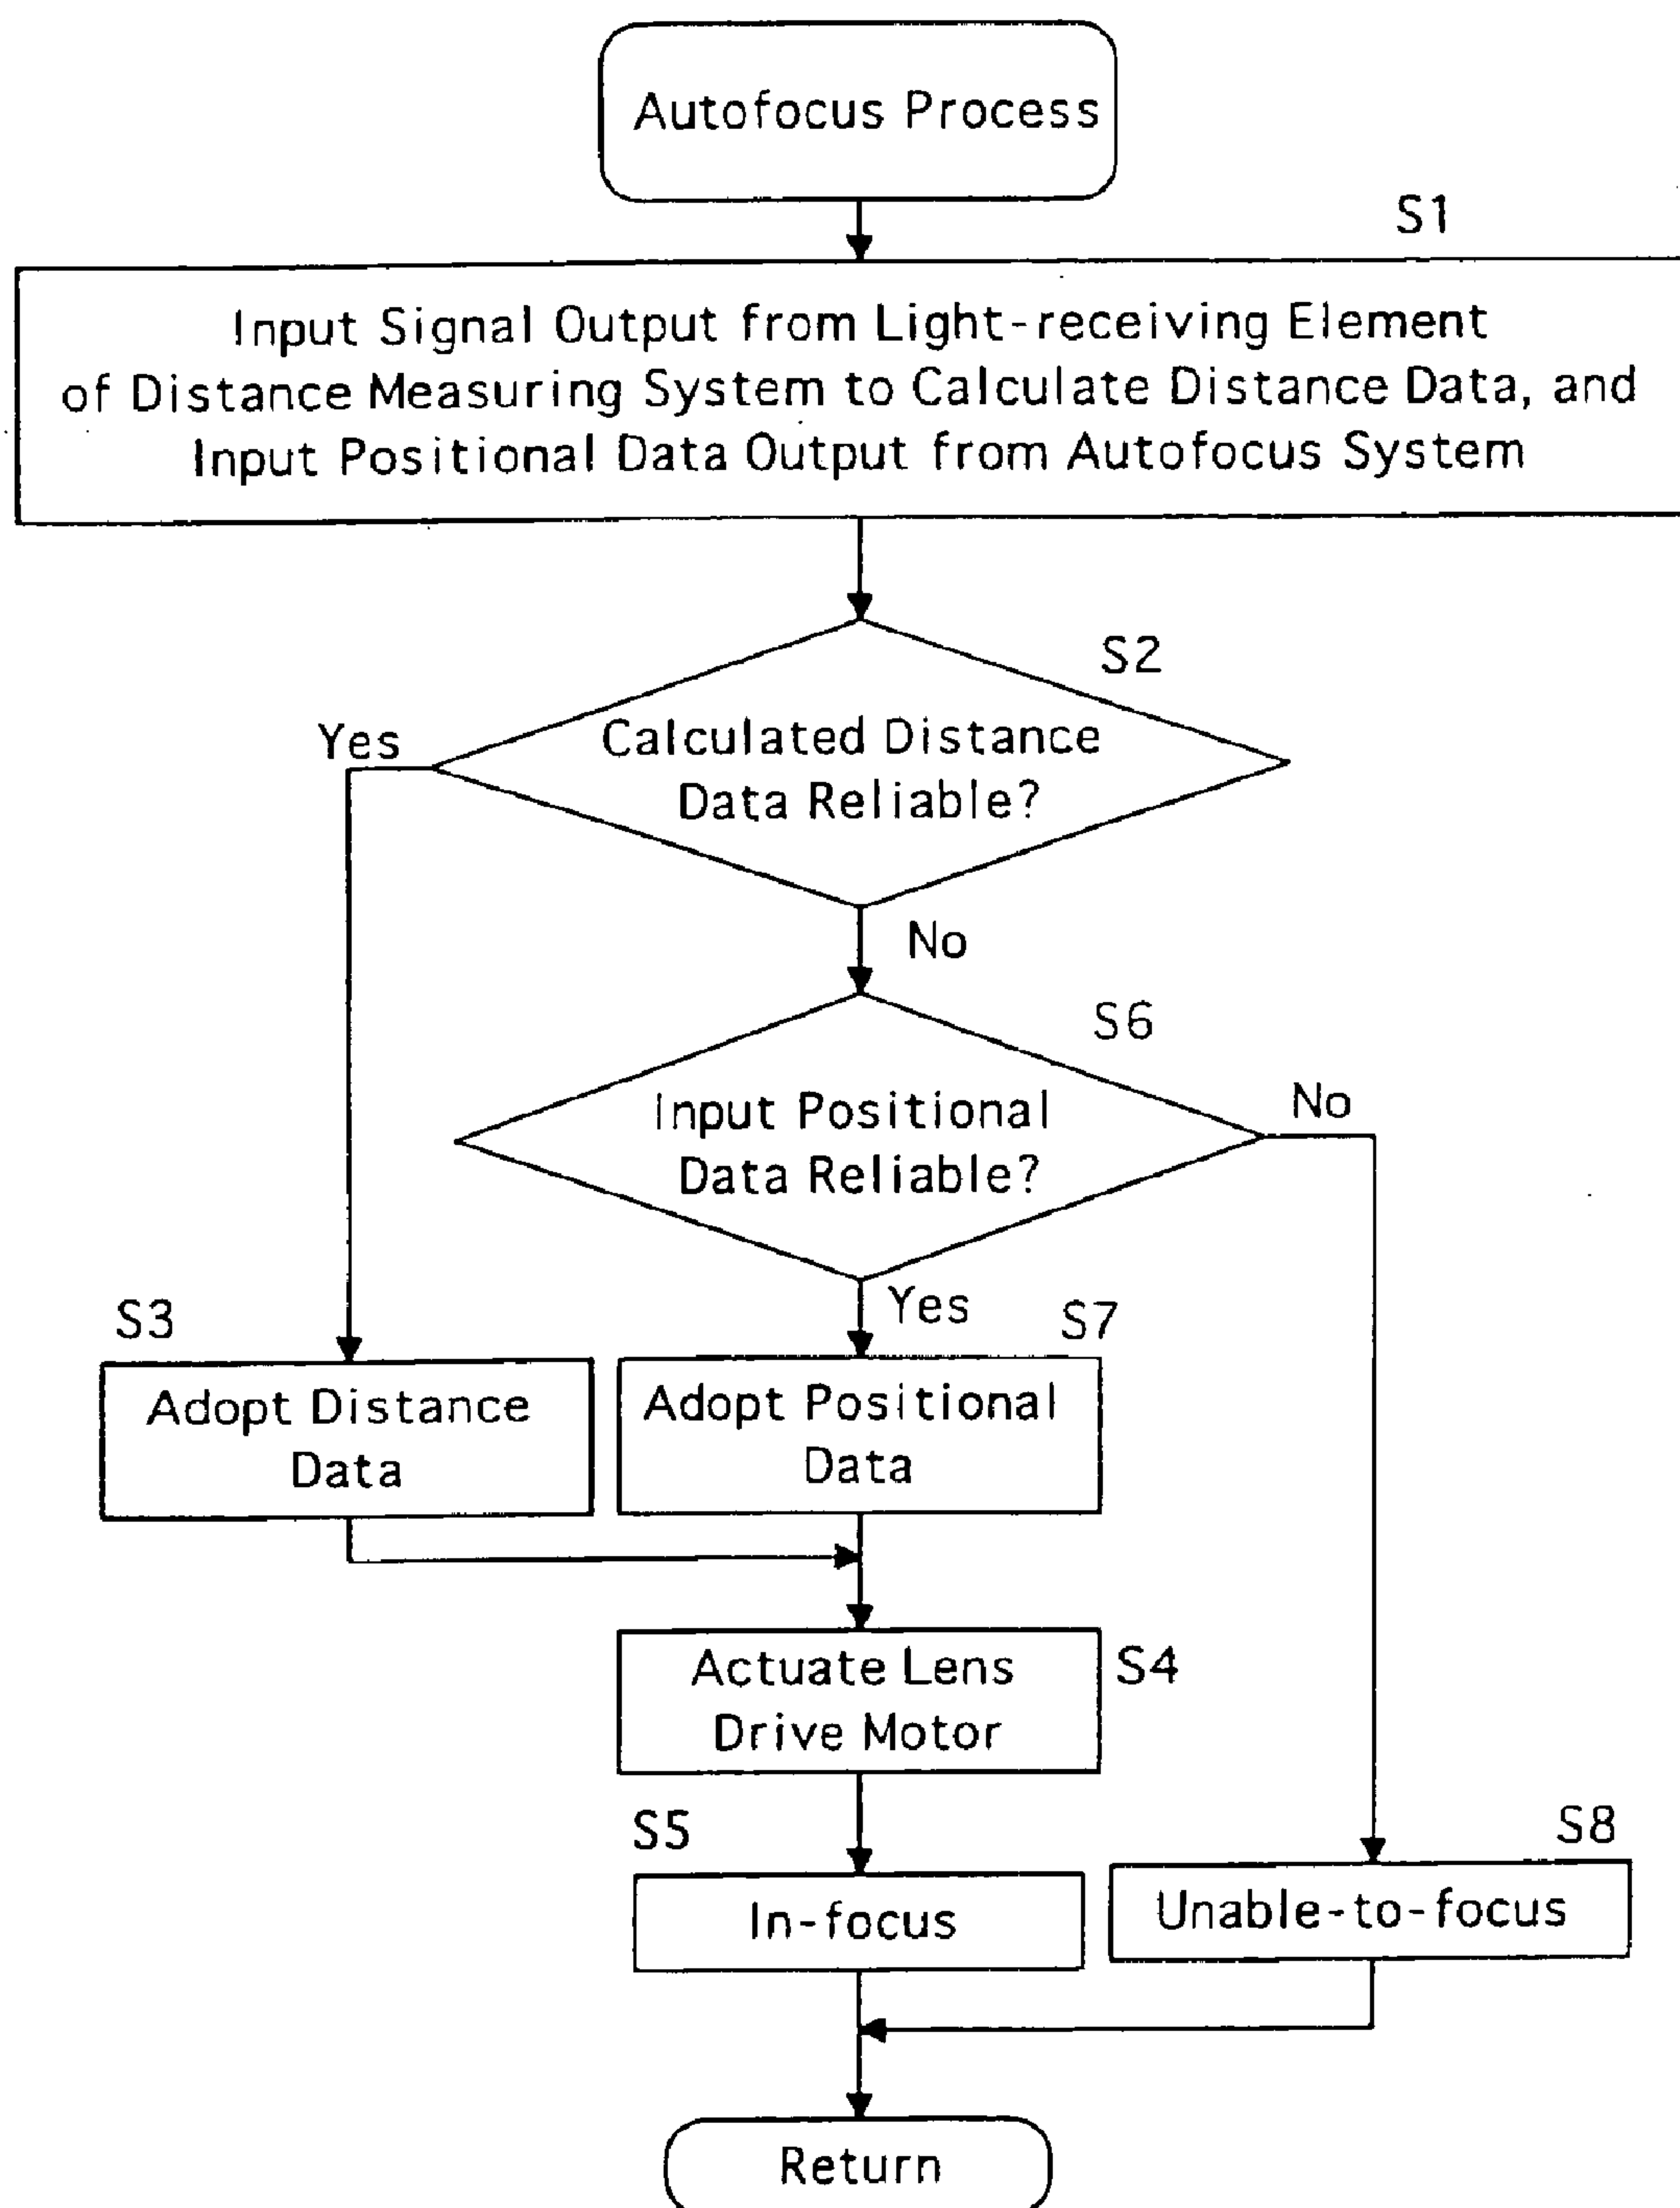 Autofocus Process
S1
Input Signal Output from Light-receiving Element
of Distance Measuring System to Calculate Distance Data, and
Input Positional Data Output from Autofocus System
S2
Yes
Calculated Distance
Data Reliable?
No
S6
Input Positional
Data Reliable?
No
Yes
S3
S7
Adopt Distance
Data
Adopt Positional
Data
Actuate Lens
Drive Motor
S4
S5
In-focus
S8
Unable-to-focus
Return